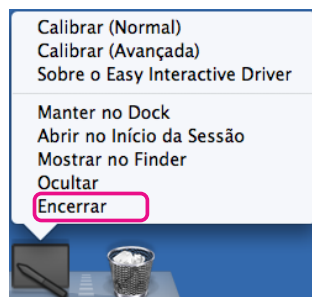 Calibrar (Normal)
Calibrar (Avançada)
Sobre o Easy Interactive Driver
Manter no Dock
Abrir no Início da Sessão
Mostrar no Finder
Ocultar
Encerrar